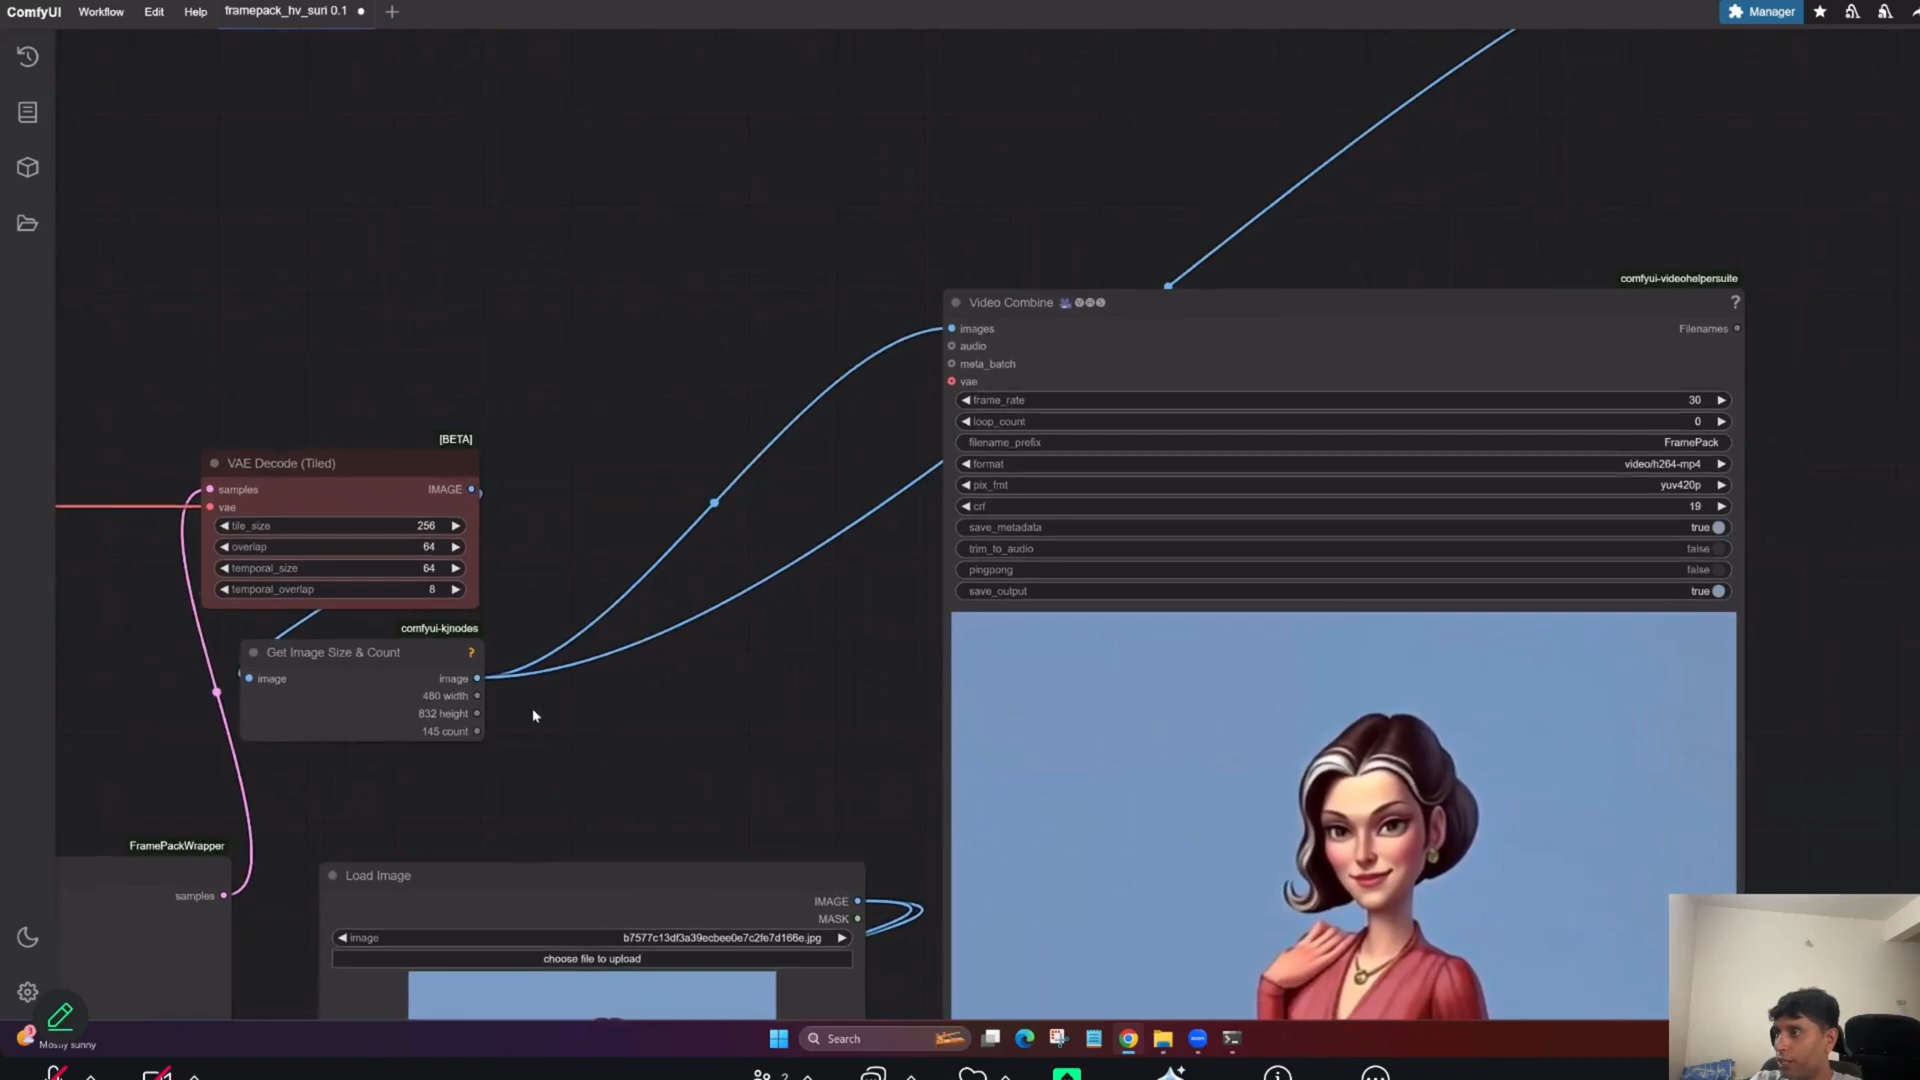 ComfyUI Workflow Edit Help framepack_hv_suri 0.1 Manager
comfyui-videohelpersuite
Video Combine ?
images Filenames
audio
meta_batch
vae
frame_rate 30
loop_count 0
filename_prefix FramePack
format video/h264-mp4
pix_fmt yuv420p
crf 19
save_metadata true
trim_to_audio false
pingpong false
save_output true
[BETA]
VAE Decode (Tiled)
samples IMAGE
vae
tile_size 256
overlap 64
temporal_size 64
temporal_overlap 8
comfyui-kjnodes
Get Image Size & Count ?
image image
480 width
832 height
145 count
FramePackWrapper
samples
Load Image
IMAGE
MASK
image b7577c13df3a39ecbee0e7c2fe7d166e.jpg
choose file to upload
3
Mostly sunny
Search
2